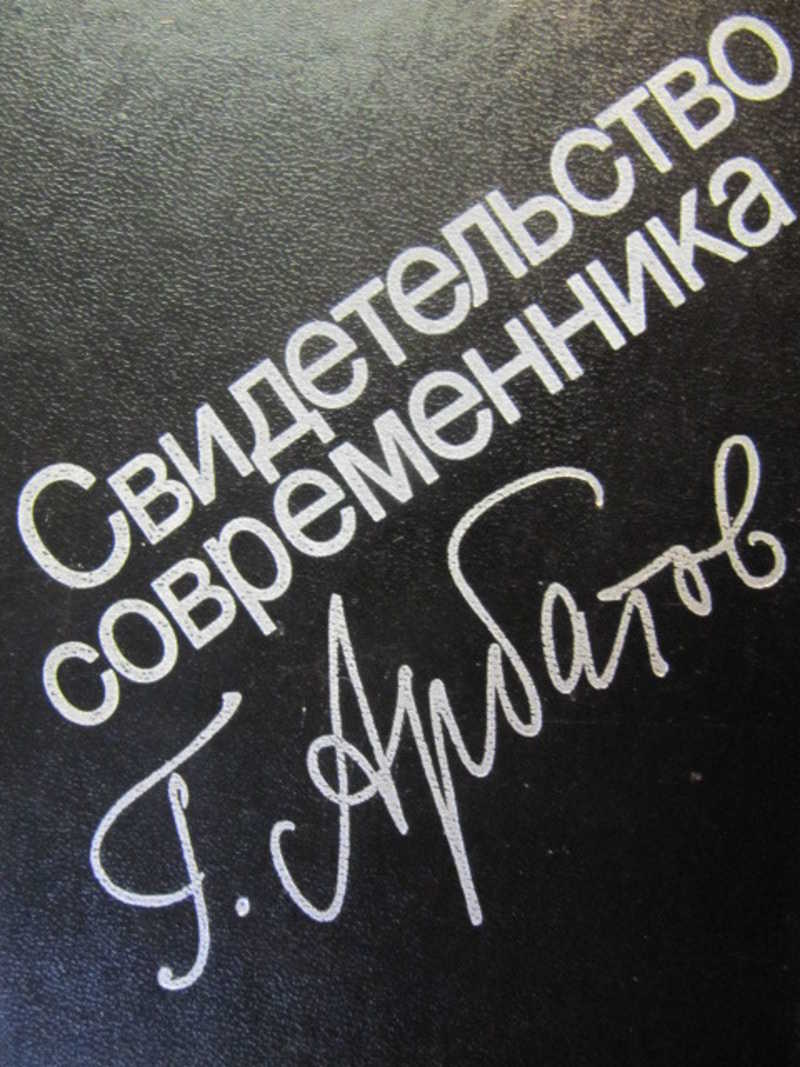 Свидетельство
современника
Г. Арбатов